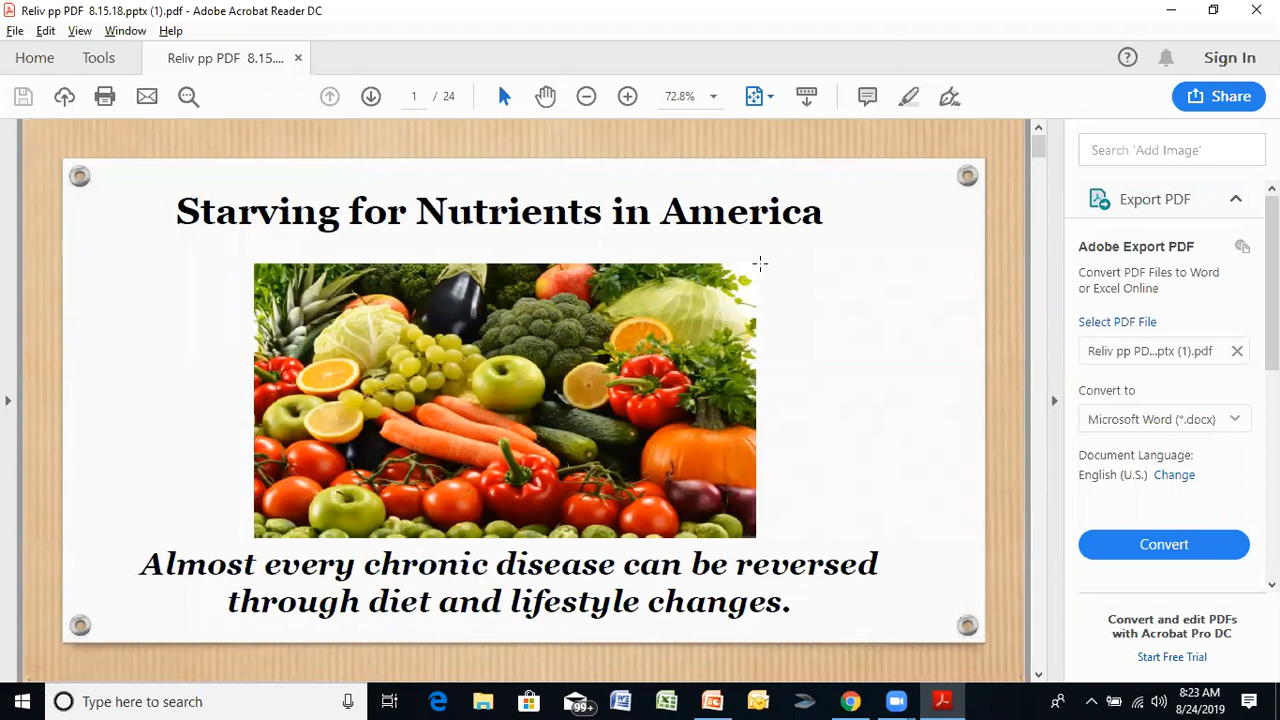 Reliv pp PDF  8.15.18.pptx (1).pdf - Adobe Acrobat Reader DC
File Edit View Window Help
Home Tools Reliv pp PDF  8.15.... Sign In
1 / 24 72.8% Share
Starving for Nutrients in America
Almost every chronic disease can be reversed
through diet and lifestyle changes.
Search 'Add Image'
Export PDF
Adobe Export PDF
Convert PDF Files to Word
or Excel Online
Select PDF File
Reliv pp PD...ptx (1).pdf
Convert to
Microsoft Word (*.docx)
Document Language:
English (U.S.) Change
Convert
Convert and edit PDFs
with Acrobat Pro DC
Start Free Trial
Type here to search
99+
8:23 AM
8/24/2019